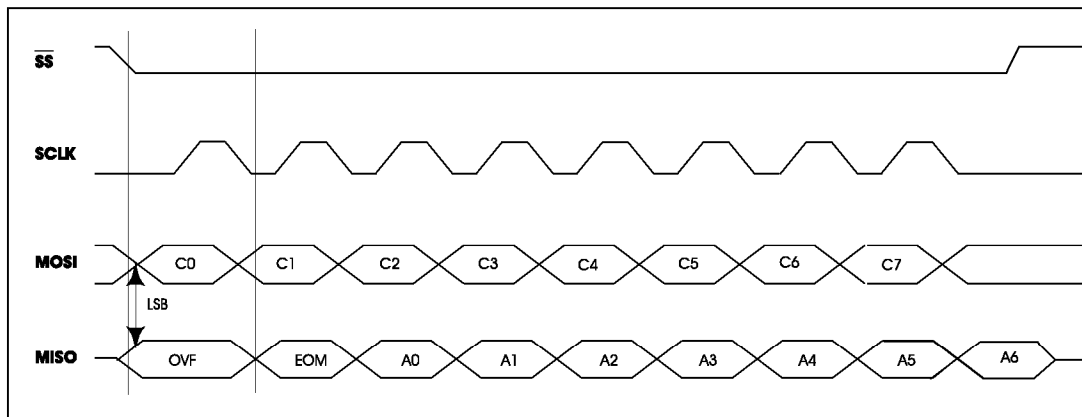 SS
SCLK
MOSI C0 C1 C2 C3 C4 C5 C6 C7
LSB
MISO OVF EOM A0 A1 A2 A3 A4 A5 A6